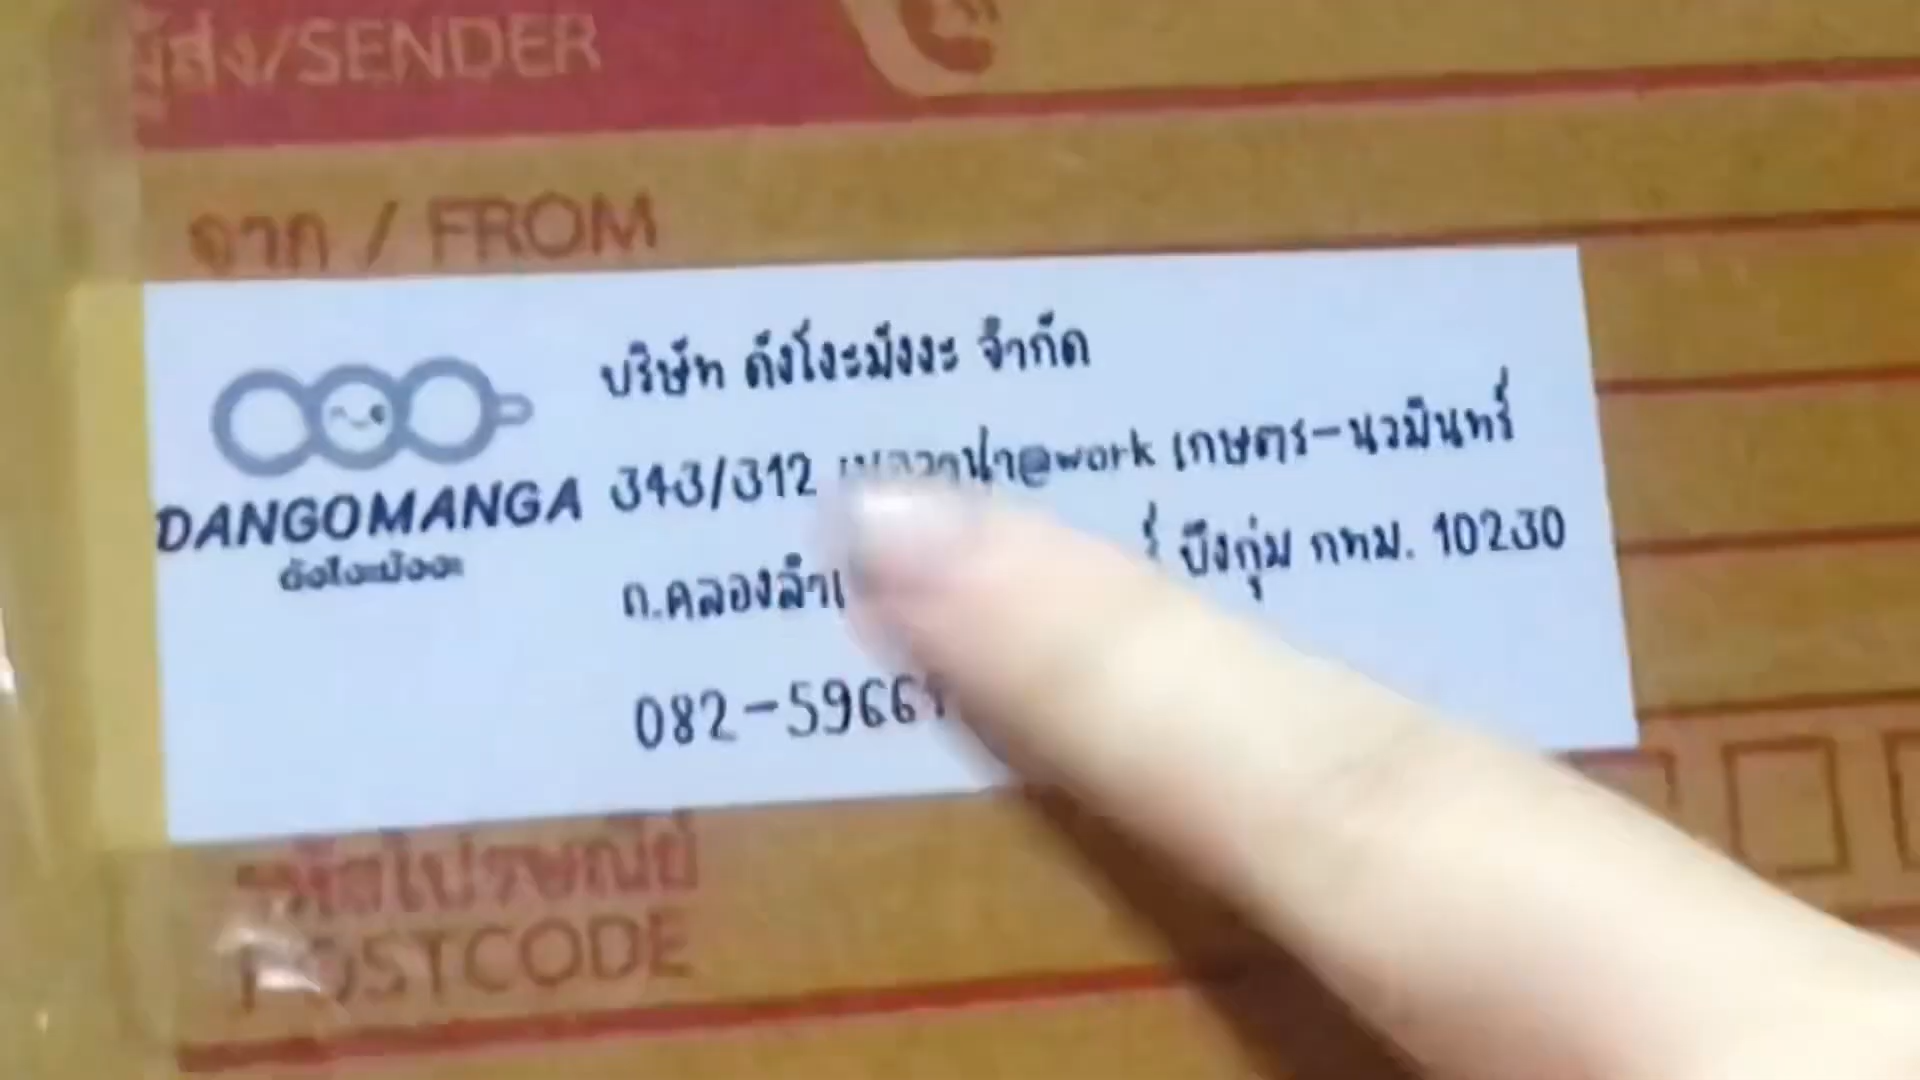 ผู้ส่ง/SENDER
จาก / FROM
บริษัท ดังโงะมังงะ จำกัด
343/312 @work เกษตร-นวมินทร์
DANGOMANGA
ดังโงะมังงะ
ถ.คลองลำ บึงกุ่ม กทม. 10230
082-5966
รหัสไปรษณีย์
POSTCODE